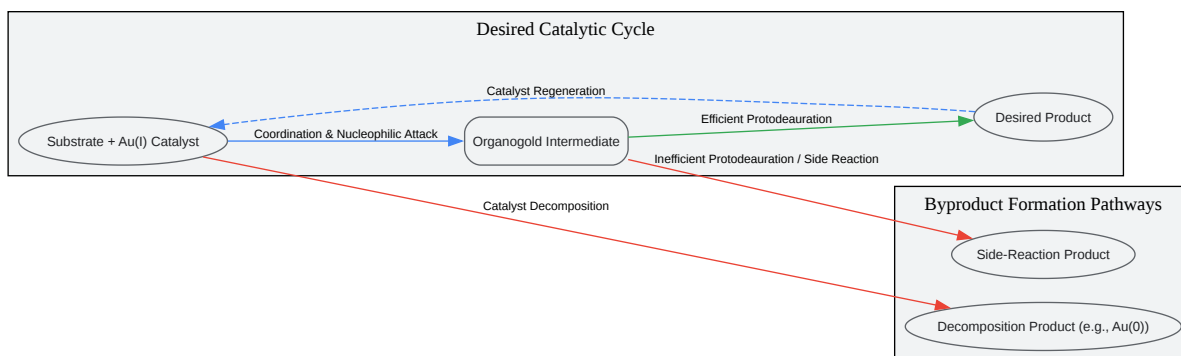 Desired Catalytic Cycle
Catalyst Regeneration
Substrate + Au(I) Catalyst
Coordination & Nucleophilic Attack
Organogold Intermediate
Efficient Protodeauration
Desired Product
Inefficient Protodeauration / Side Reaction
Catalyst Decomposition
Byproduct Formation Pathways
Side-Reaction Product
Decomposition Product (e.g., Au(0))